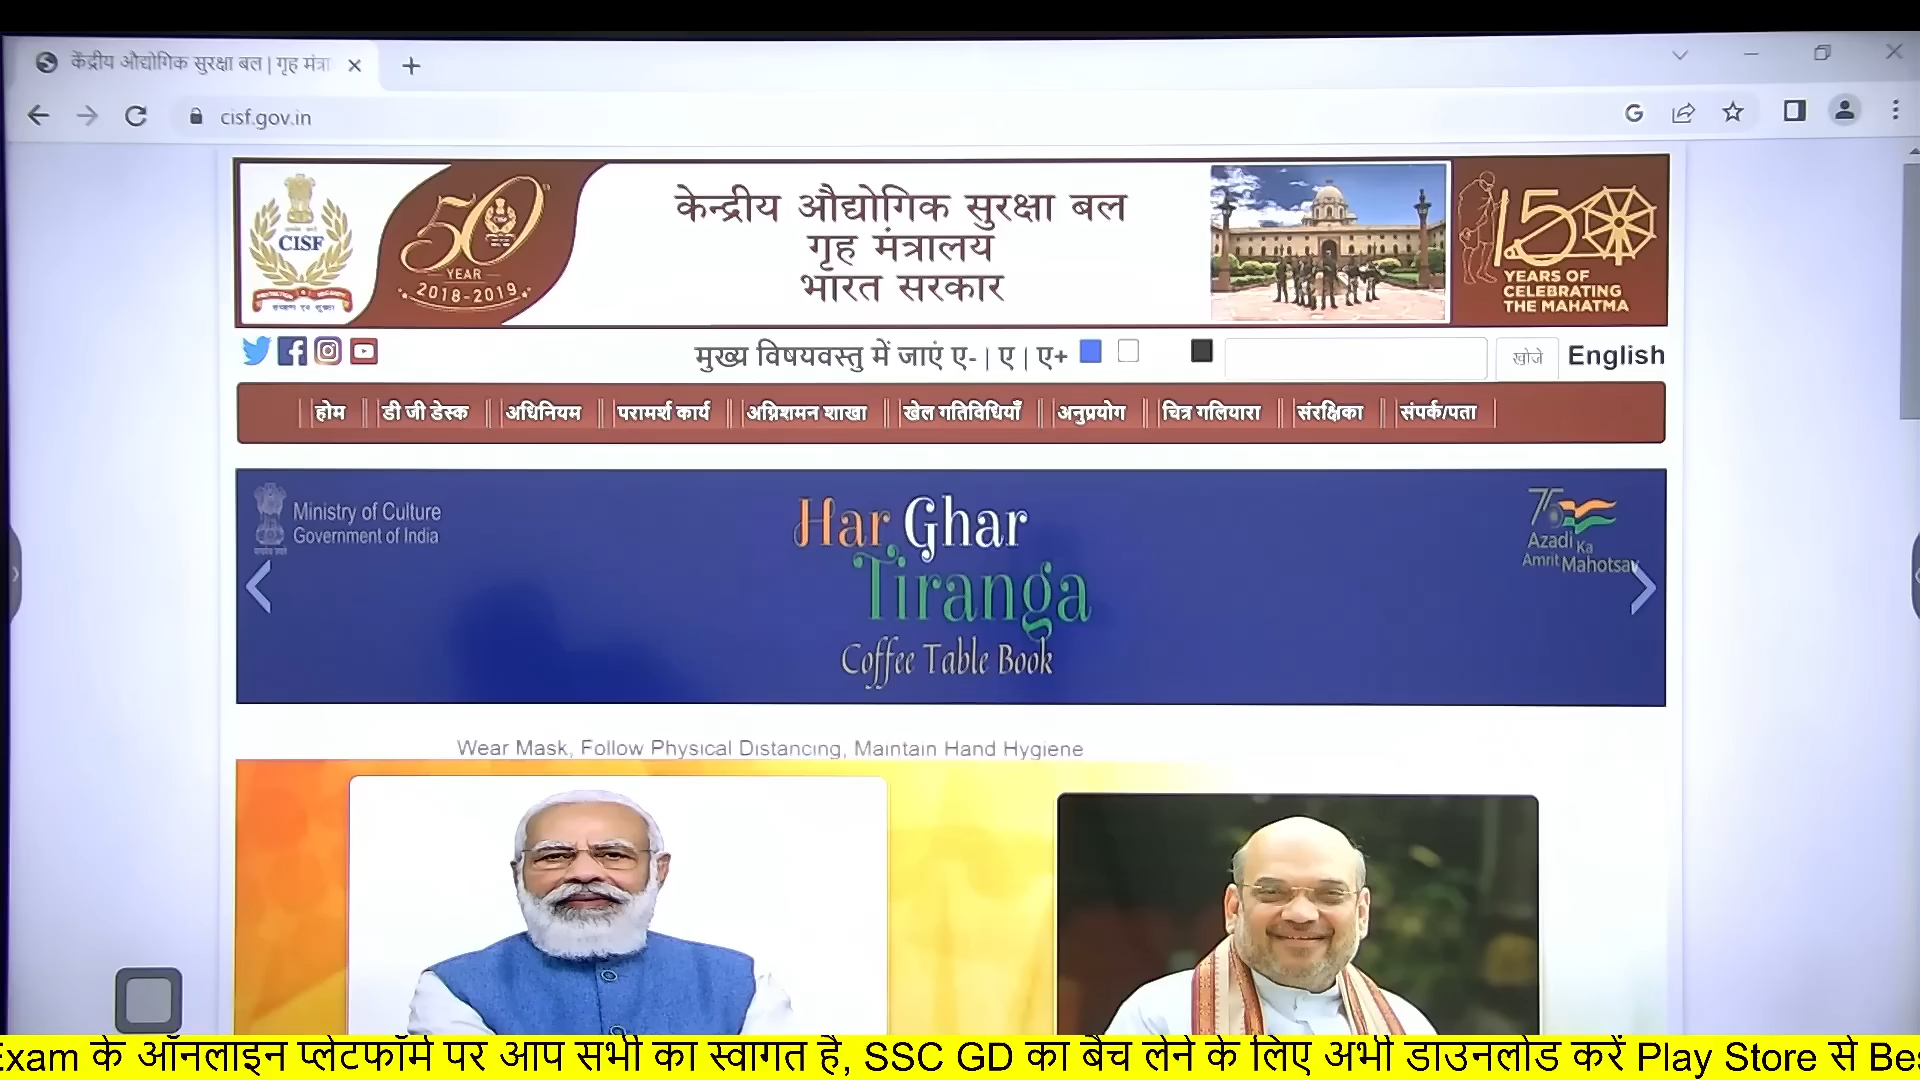 केंद्रीय औद्योगिक सुरक्षा बल | गृह मंत्रा
cisf.gov.in
CISF
50
YEAR
2018-2019
केन्द्रीय औद्योगिक सुरक्षा बल
गृह मंत्रालय
भारत सरकार
150
YEARS OF
CELEBRATING
THE MAHATMA
मुख्य विषयवस्तु में जाएं ए- | ए | ए+
खोजे
English
होम डी जी डेस्क अधिनियम परामर्श कार्य अग्निशमन शाखा खेल गतिविधियाँ अनुप्रयोग चित्र गलियारा संरक्षिका संपर्क/पता
Ministry of Culture
Government of India
Har Ghar
Tiranga
Coffee Table Book
75
Azadi Ka
Amrit Mahotsav
Wear Mask, Follow Physical Distancing, Maintain Hand Hygiene
Exam के ऑनलाइन प्लेटफॉर्म पर आप सभी का स्वागत है, SSC GD का बैच लेने के लिए अभी डाउनलोड करें Play Store से Bes